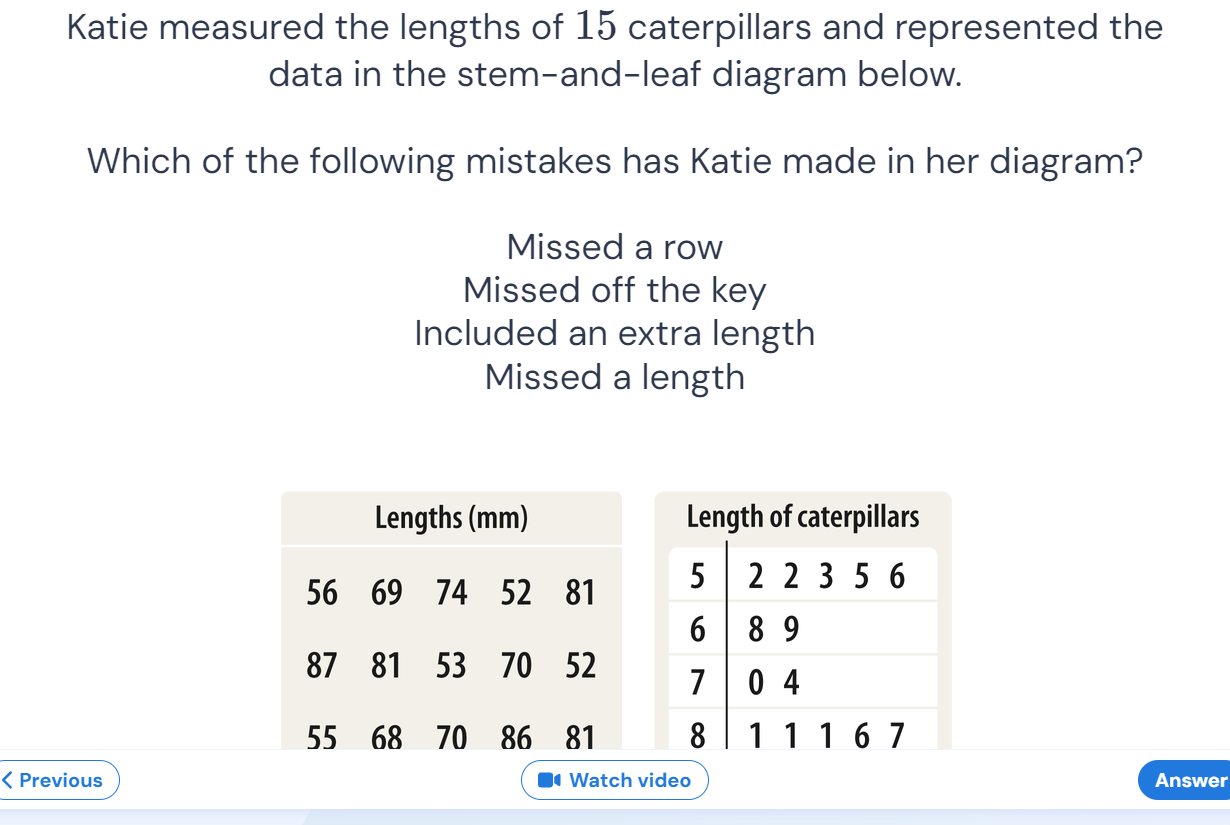 Katie measured the lengths of 15 caterpillars and represented the
data in the stem-and-leaf diagram below.
Which of the following mistakes has Katie made in her diagram?
Missed a row
Missed off the key
Included an extra length
Missed a length
Lengths (mm)
56 69 74 52 81
87 81 53 70 52
55 68 70 86 81
Length of caterpillars
5 2 2 3 5 6
6 8 9
7 0 4
8 1 1 1 6 7
Previous
Watch video
Answer